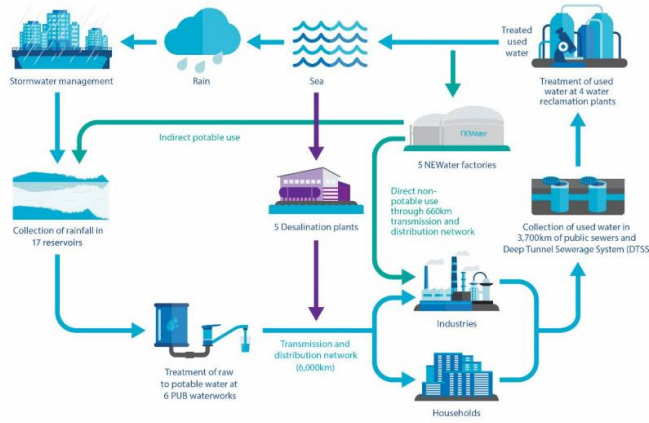 Treated
used
water
Stormwater management
Rain
Sea
Treatment of used
water at 4 water
reclamation plants
NEWater
Indirect potable use
5 NEWater factories
Direct non-
potable use
through 660km
transmission and
distribution network
Collection of rainfall in
17 reservoirs
5 Desalination plants
Collection of used water in
3,700km of public sewers and
Deep Tunnel Sewerage System (DTSS
Industries
Transmission and
distribution network
(6,000km)
Treatment of raw
to potable water at
6 PUB waterworks
Households